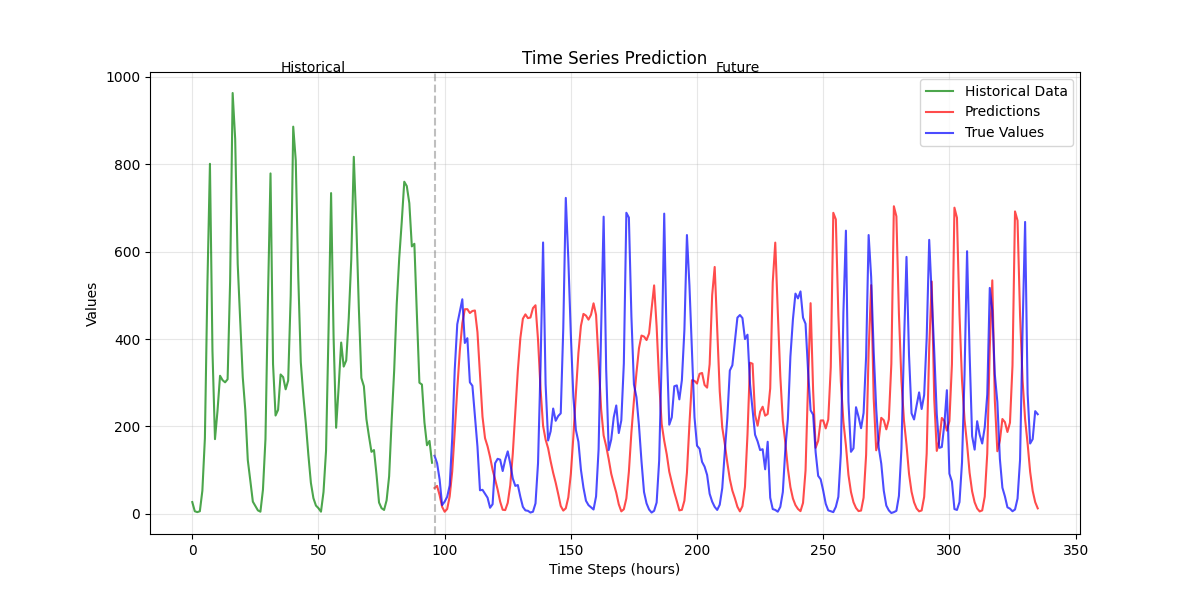 Time Series Prediction
Historical
Future
Historical Data
Predictions
True Values
Values
1000
800
600
400
200
0
0
50
100
150
200
250
300
350
Time Steps (hours)